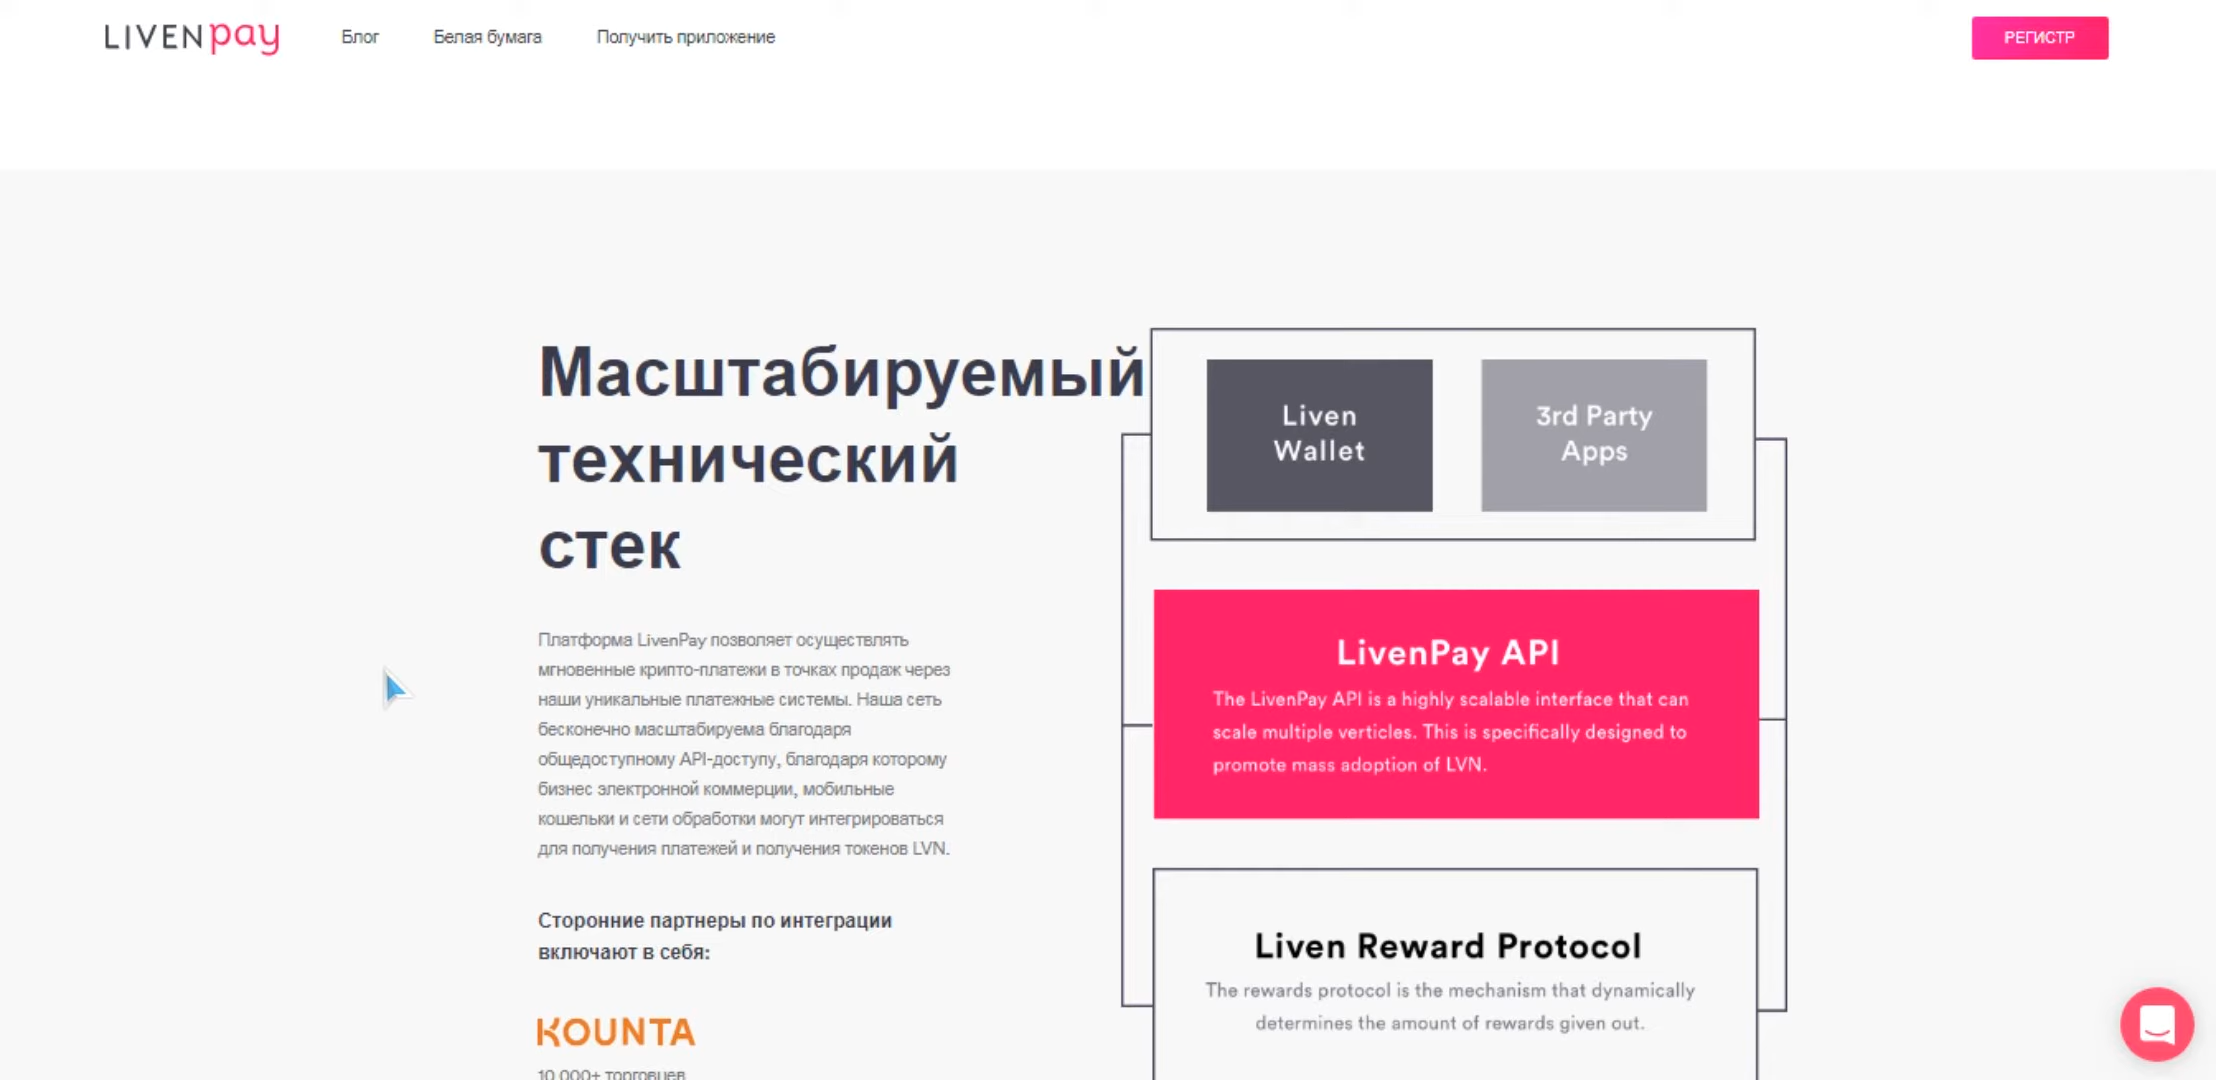 LIVENpay
Блог
Белая бумага
Получить приложение
РЕГИСТР
Масштабируемый
технический
стек
Платформа LivenPay позволяет осуществлять
мгновенные крипто-платежи в точках продаж через
наши уникальные платежные системы. Наша сеть
бесконечно масштабируема благодаря
общедоступному API-доступу, благодаря которому
бизнес электронной коммерции, мобильные
кошельки и сети обработки могут интегрироваться
для получения платежей и получения токенов LVN.
Сторонние партнеры по интеграции
включают в себя:
KOUNTA
10 000+ торговцев
Liven
Wallet
3rd Party
Apps
LivenPay API
The LivenPay API is a highly scalable interface that can
scale multiple verticles. This is specifically designed to
promote mass adoption of LVN.
Liven Reward Protocol
The rewards protocol is the mechanism that dynamically
determines the amount of rewards given out.